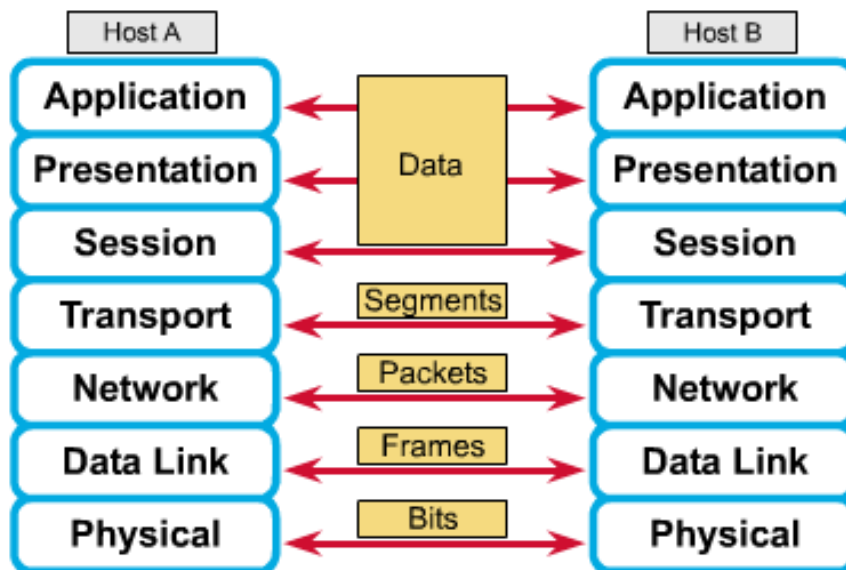 Host A
Host B
Application
Application
Presentation
Data
Presentation
Session
Session
Transport
Segments
Transport
Network
Packets
Network
Data Link
Frames
Data Link
Physical
Bits
Physical